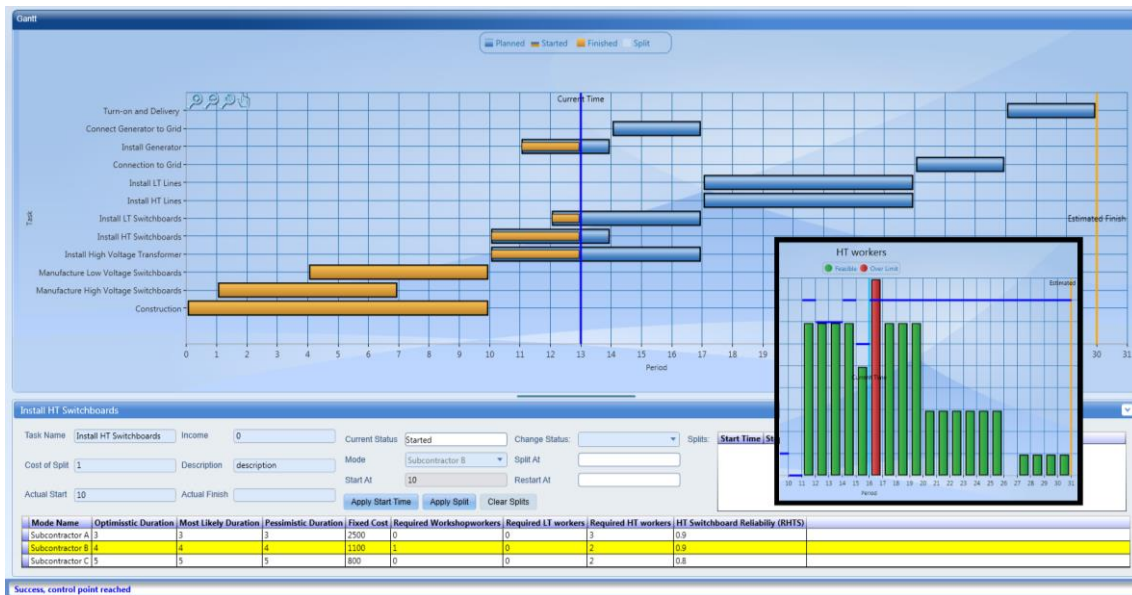 Gantt
Planned Started Finished Split
Current Time
Turn-on and Delivery
Connect Generator to Grid
Install Generator
Connection to Grid
Install LT Lines
Install HT Lines
Install LT Switchboards
Install HT Switchboards
Install High Voltage Transformer
Manufacture Low Voltage Switchboards
Manufacture High Voltage Switchboards
Construction
Task
Estimated Finish
0 1 2 3 4 5 6 7 8 9 10 11 12 13 14 15 16 17 18 19 30 31
Period
HT workers
Feasible Over Limit
Estimated
Current Time
10 11 12 13 14 15 16 17 18 19 20 21 22 23 24 25 26 27 28 29 30 31
Period
Install HT Switchboards
Task Name Install HT Switchboards Income 0 Current Status Started Change Status: Splits: Start Time
Cost of Split 1 Description description Mode Subcontractor B Split At
Start At 10 Restart At
Actual Start 10 Actual Finish Apply Start Time Apply Split Clear Splits
Mode Name Optimisstic Duration Most Likely Duration Pessimistic Duration Fixed Cost Required Workshopworkers Required LT workers Required HT workers HT Switchboard Reliabiliy (RHTS)
Subcontractor A 3 3 3 2500 0 0 3 0.9
Subcontractor B 4 4 4 1100 1 0 2 0.9
Subcontractor C 5 5 5 800 0 0 2 0.8
Success, control point reached